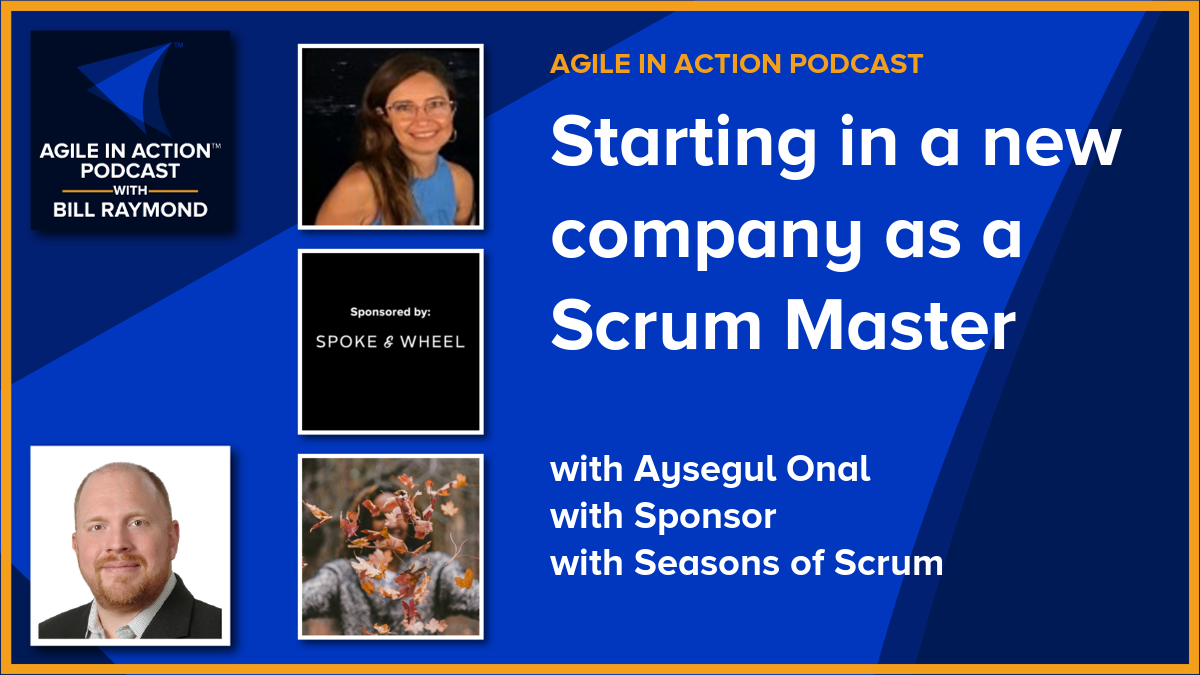 AGILE IN ACTION™
PODCAST
WITH
BILL RAYMOND
Sponsored by:
SPOKE & WHEEL
AGILE IN ACTION PODCAST
Starting in a new
company as a
Scrum Master
with Aysegul Onal
with Sponsor
with Seasons of Scrum